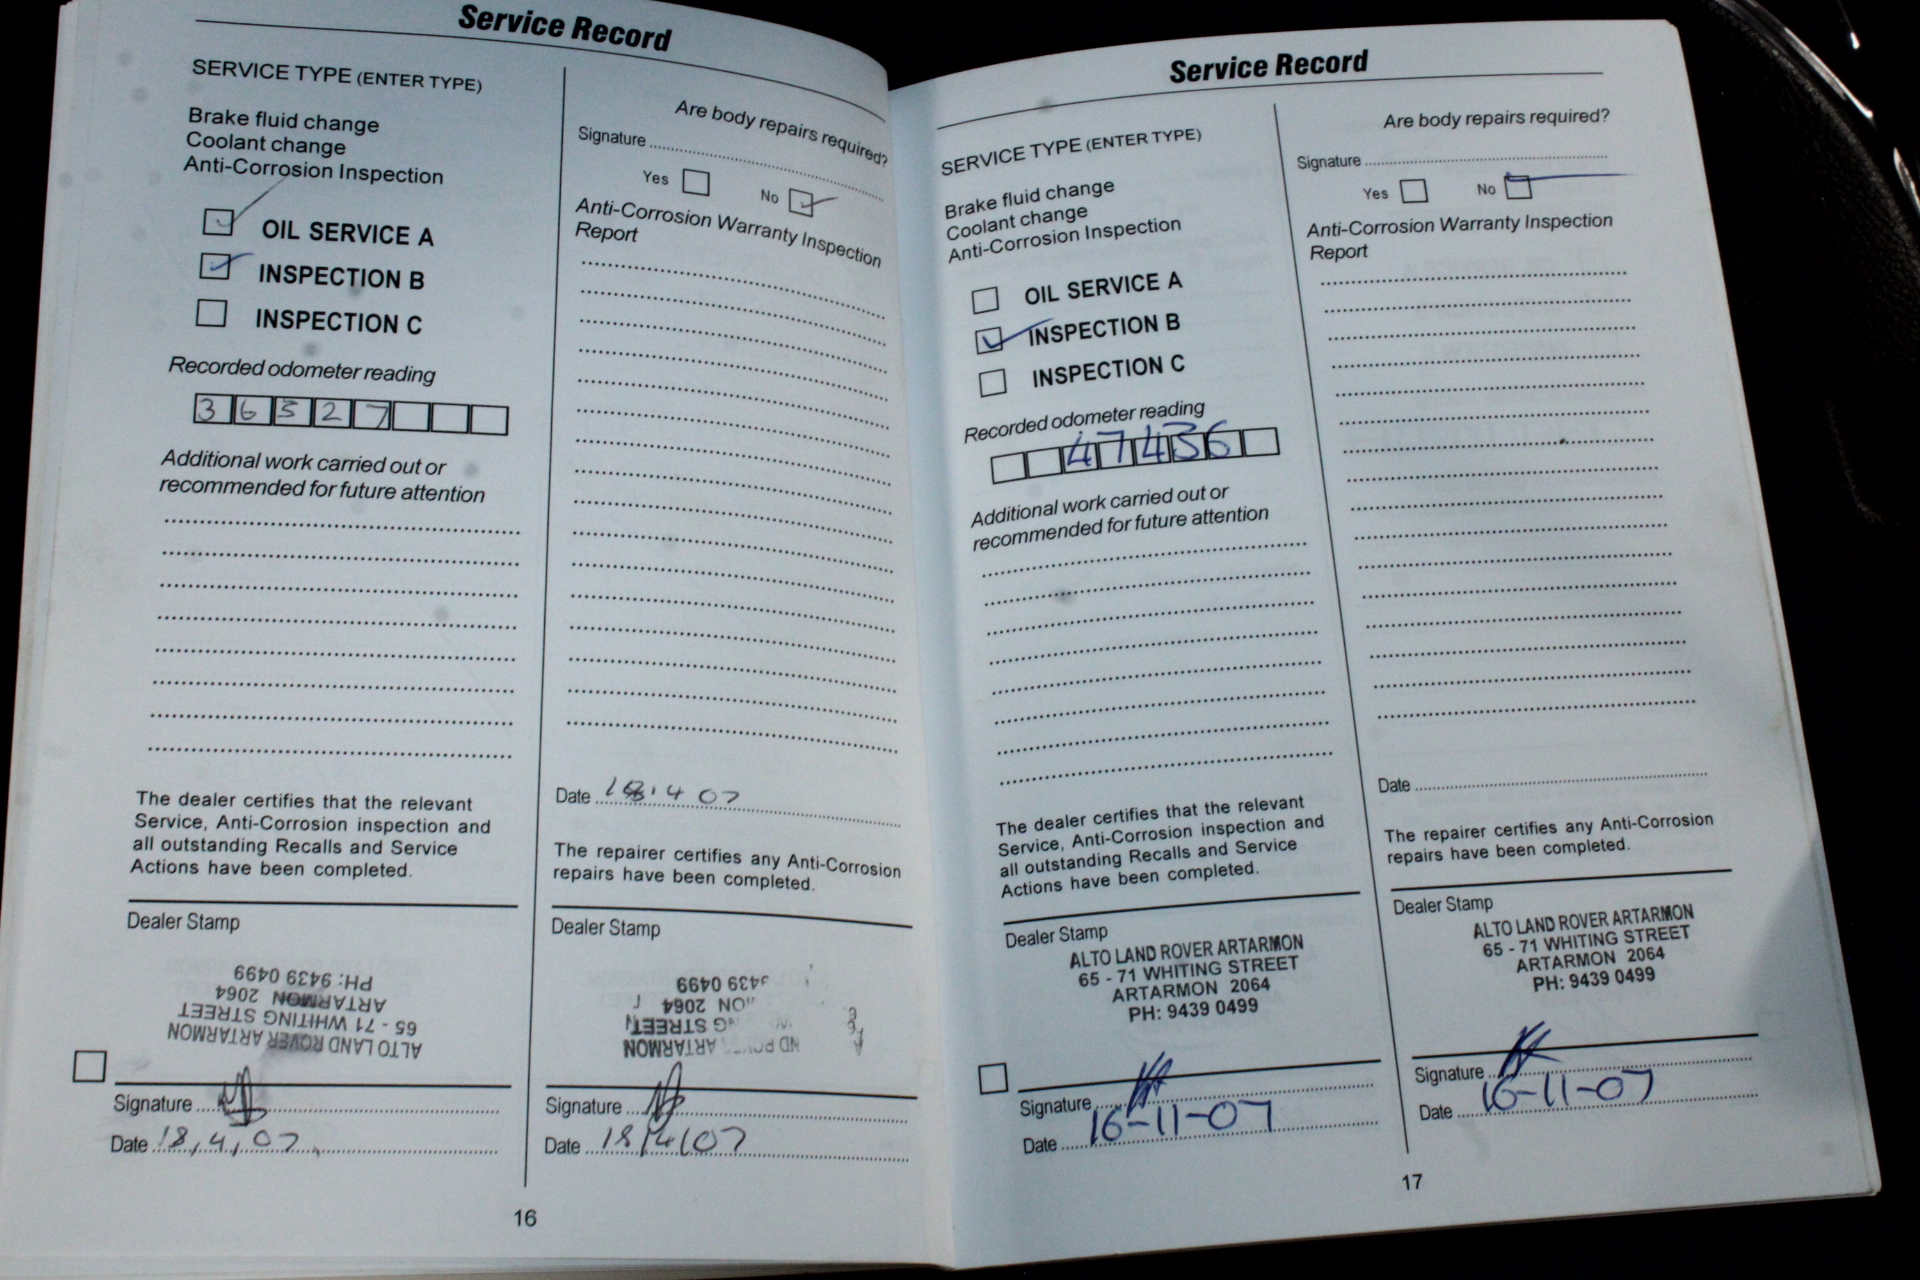 Service Record
SERVICE TYPE (ENTER TYPE)
Brake fluid change
Coolant change
Anti-Corrosion Inspection
OIL SERVICE A
INSPECTION B
INSPECTION C
Recorded odometer reading
36527
Additional work carried out or
recommended for future attention
The dealer certifies that the relevant
Service, Anti-Corrosion inspection and
all outstanding Recalls and Service
Actions have been completed.
Dealer Stamp
ALTO LAND ROVER ARTARMON
65 - 71 WHITING STREET
ARTARMON 2064
PH: 9439 0499
Signature
Date 18,4,07
Are body repairs required?
Signature
Yes No
Anti-Corrosion Warranty Inspection
Report
Date 18.4 07
The repairer certifies any Anti-Corrosion
repairs have been completed.
Dealer Stamp
ARTARMON
STREET
2064
0499
Signature
Date 18/4/07
16
Service Record
SERVICE TYPE (ENTER TYPE)
Brake fluid change
Coolant change
Anti-Corrosion Inspection
OIL SERVICE A
INSPECTION B
INSPECTION C
Recorded odometer reading
47436
Additional work carried out or
recommended for future attention
The dealer certifies that the relevant
Service, Anti-Corrosion inspection and
all outstanding Recalls and Service
Actions have been completed.
Dealer Stamp
ALTO LAND ROVER ARTARMON
65 - 71 WHITING STREET
ARTARMON 2064
PH: 9439 0499
Signature
Date 16-11-07
Are body repairs required?
Signature
Yes No
Anti-Corrosion Warranty Inspection
Report
Date
The repairer certifies any Anti-Corrosion
repairs have been completed.
Dealer Stamp
ALTO LAND ROVER ARTARMON
65 - 71 WHITING STREET
ARTARMON 2064
PH: 9439 0499
Signature
Date 16-11-07
17